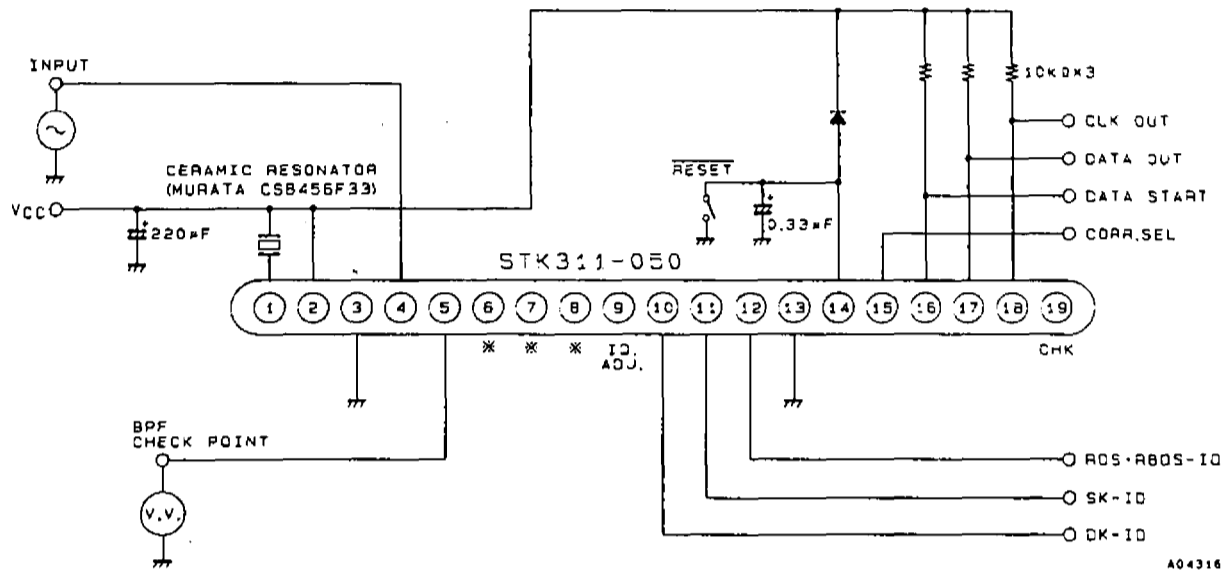 INPUT
10KΩ×3
CLK OUT
CERAMIC RESONATOR
(MURATA CSB456F33)
RESET
DATA OUT
VCC
+
220μF
+
0.33μF
DATA START
CORR.SEL
STK311-050
1 2 3 4 5 6 7 8 9 10 11 12 13 14 15 16 17 18 19
※ ※ ※ ID.
ADJ.
CHK
BPF
CHECK POINT
V.V.
RDS·RBDS-ID
SK-ID
DK-ID
A04316